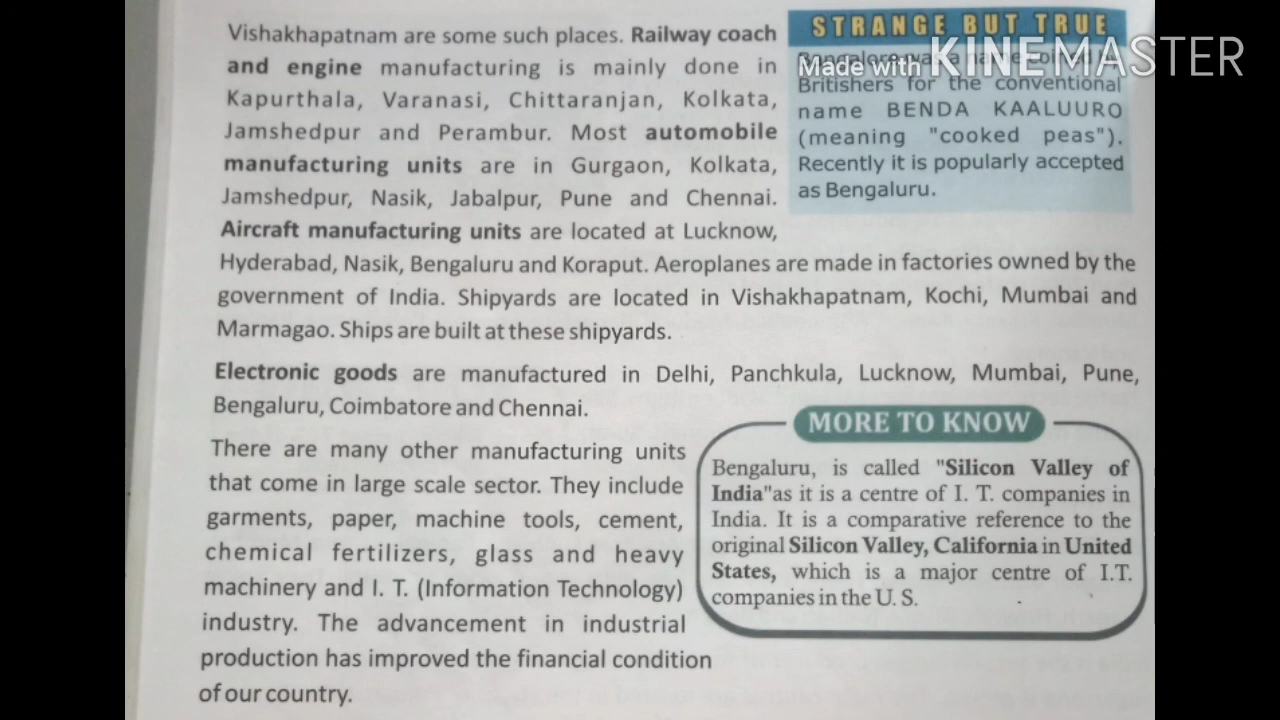 Vishakhapatnam are some such places. Railway coach
and engine manufacturing is mainly done in
Kapurthala, Varanasi, Chittaranjan, Kolkata,
Jamshedpur and Perambur. Most automobile
manufacturing units are in Gurgaon, Kolkata,
Jamshedpur, Nasik, Jabalpur, Pune and Chennai.
Aircraft manufacturing units are located at Lucknow,
Hyderabad, Nasik, Bengaluru and Koraput. Aeroplanes are made in factories owned by the
government of India. Shipyards are located in Vishakhapatnam, Kochi, Mumbai and
Marmagao. Ships are built at these shipyards.
STRANGE BUT TRUE
Made with KINEMASTER
Bangalore was a
Britishers for the conventional
name BENDA KAALUURO
(meaning "cooked peas").
Recently it is popularly accepted
as Bengaluru.
Electronic goods are manufactured in Delhi, Panchkula, Lucknow, Mumbai, Pune,
Bengaluru, Coimbatore and Chennai.
There are many other manufacturing units
that come in large scale sector. They include
garments, paper, machine tools, cement,
chemical fertilizers, glass and heavy
machinery and I. T. (Information Technology)
industry. The advancement in industrial
production has improved the financial condition
of our country.
MORE TO KNOW
Bengaluru, is called "Silicon Valley of
India"as it is a centre of I. T. companies in
India. It is a comparative reference to the
original Silicon Valley, California in United
States, which is a major centre of I.T.
companies in the U. S.